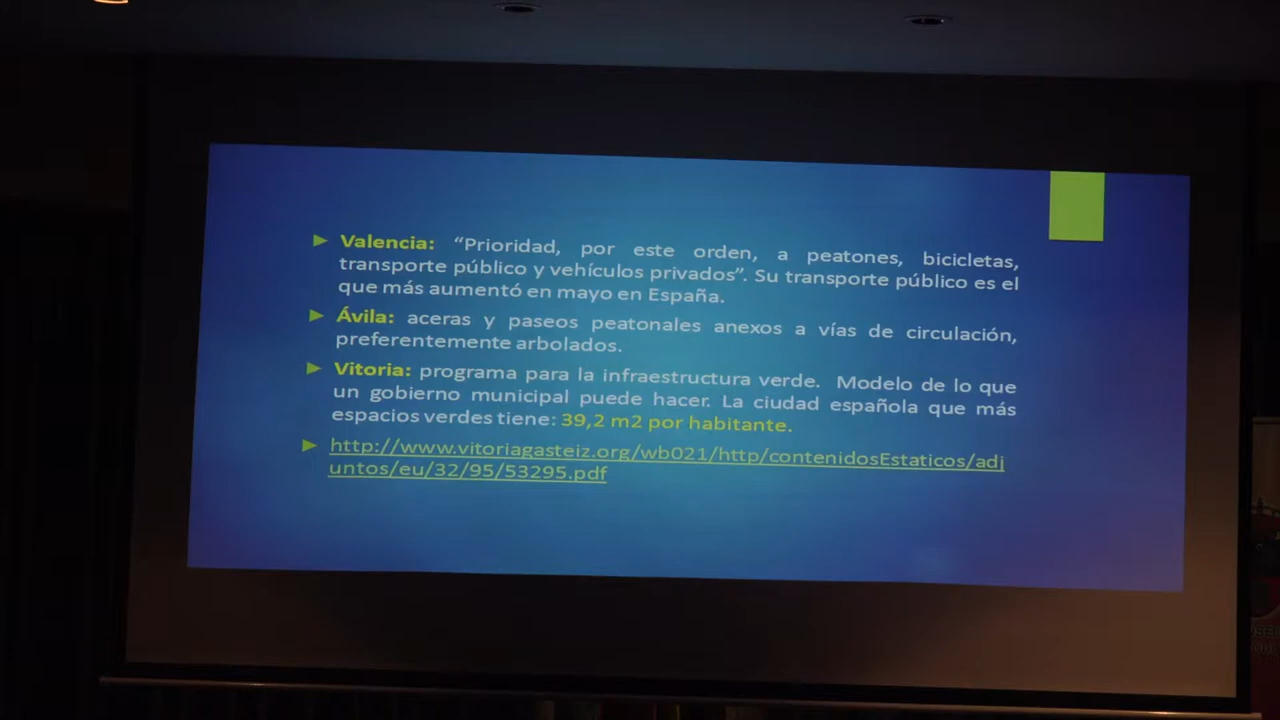 Valencia: “Prioridad, por este orden, a peatones, bicicletas,
transporte público y vehículos privados”. Su transporte público es el
que más aumentó en mayo en España.
Ávila: aceras y paseos peatonales anexos a vías de circulación,
preferentemente arbolados.
Vitoria: programa para la infraestructura verde. Modelo de lo que
un gobierno municipal puede hacer. La ciudad española que más
espacios verdes tiene: 39,2 m2 por habitante.
http://www.vitoriagasteiz.org/wb021/http/contenidosEstaticos/adj
untos/eu/32/95/53295.pdf